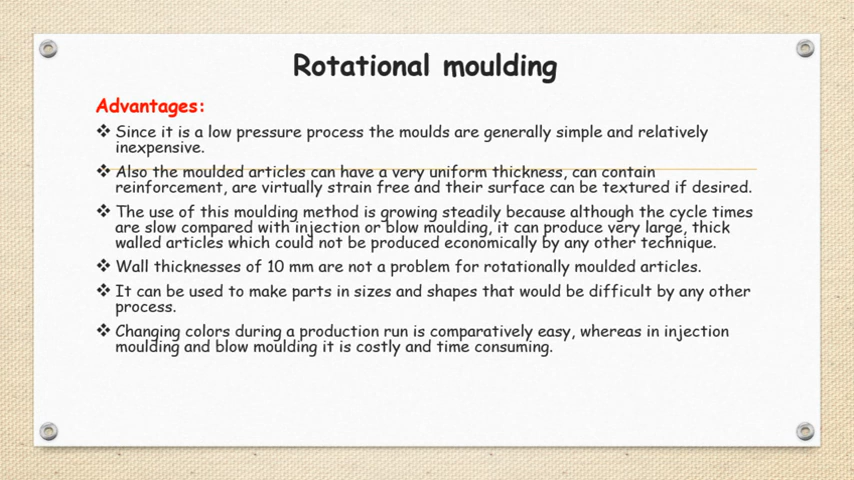 Rotational moulding
Advantages:
❖ Since it is a low pressure process the moulds are generally simple and relatively
inexpensive.
❖ Also the moulded articles can have a very uniform thickness, can contain
reinforcement, are virtually strain free and their surface can be textured if desired.
❖ The use of this moulding method is growing steadily because although the cycle times
are slow compared with injection or blow moulding, it can produce very large, thick
walled articles which could not be produced economically by any other technique.
❖ Wall thicknesses of 10 mm are not a problem for rotationally moulded articles.
❖ It can be used to make parts in sizes and shapes that would be difficult by any other
process.
❖ Changing colors during a production run is comparatively easy, whereas in injection
moulding and blow moulding it is costly and time consuming.